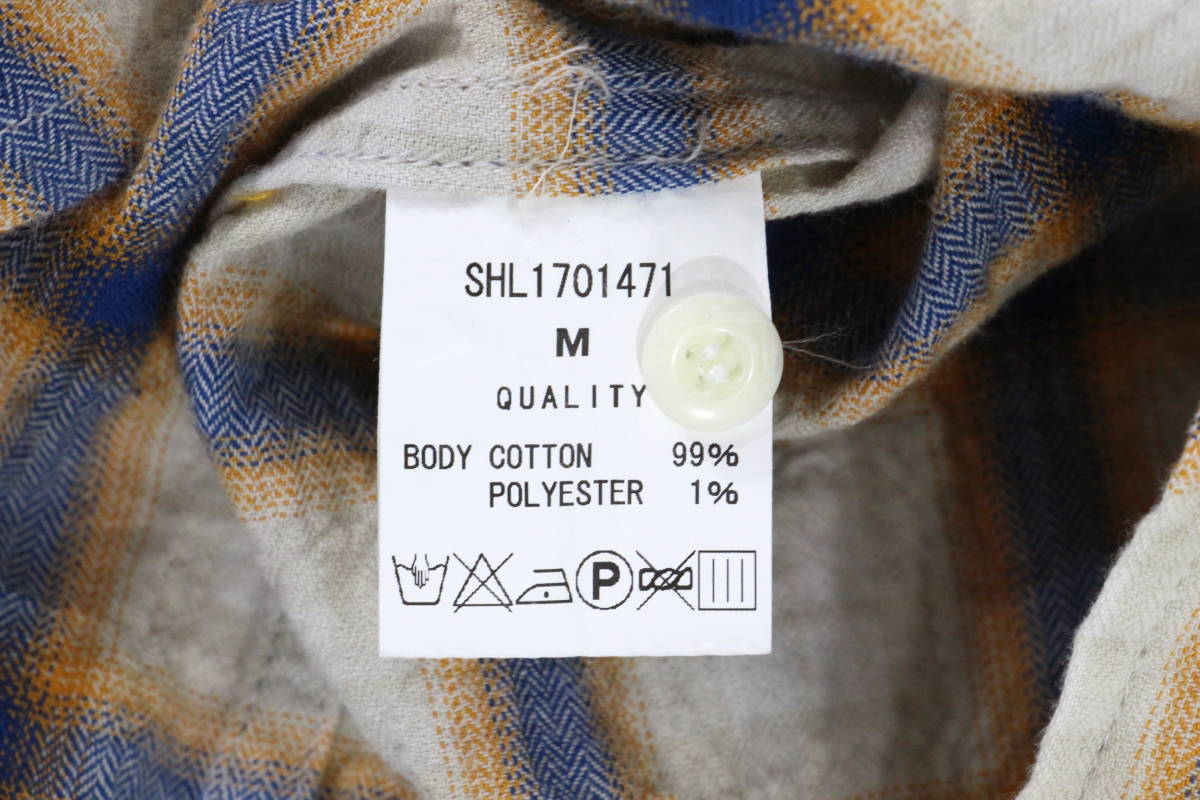 SHL1701471
M
QUALITY
BODY COTTON 99%
POLYESTER 1%
P